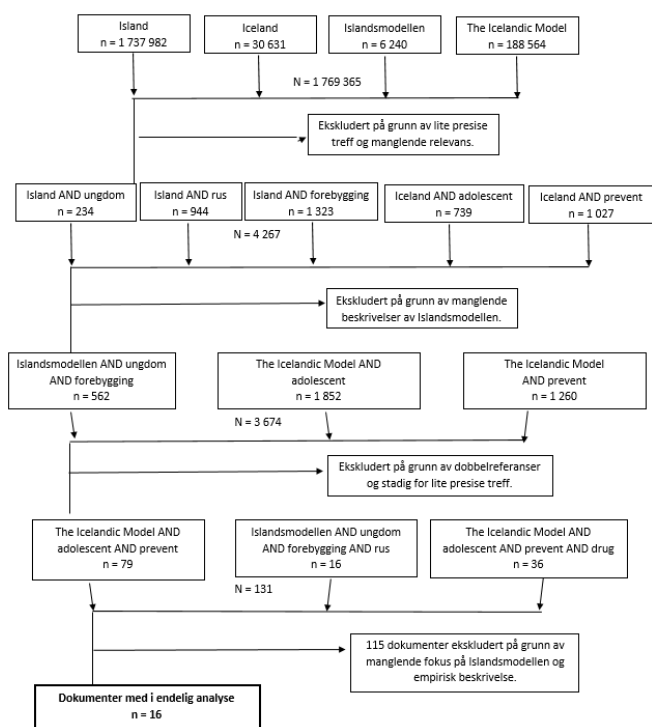 Island
n = 1 737 982
Iceland
n = 30 631
Islandsmodellen
n = 6 240
The Icelandic Model
n = 188 564
N = 1 769 365
Ekskludert på grunn av lite presise
treff og manglende relevans.
Island AND ungdom
n = 234
Island AND rus
n = 944
Island AND forebygging
n = 1 323
Iceland AND adolescent
n = 739
Iceland AND prevent
n = 1 027
N = 4 267
Ekskludert på grunn av manglende
beskrivelser av Islandsmodellen.
Islandsmodellen AND ungdom
AND forebygging
n = 562
The Icelandic Model AND
adolescent
n = 1 852
The Icelandic Model
AND prevent
n = 1 260
N = 3 674
Ekskludert på grunn av dobbelreferanser
og stadig for lite presise treff.
The Icelandic Model AND
adolescent AND prevent
n = 79
Islandsmodellen AND ungdom
AND forebygging AND rus
n = 16
The Icelandic Model AND
adolescent AND prevent AND drug
n = 36
N = 131
115 dokumenter ekskludert på grunn av
manglende fokus på Islandsmodellen og
empirisk beskrivelse.
Dokumenter med i endelig analyse
n = 16